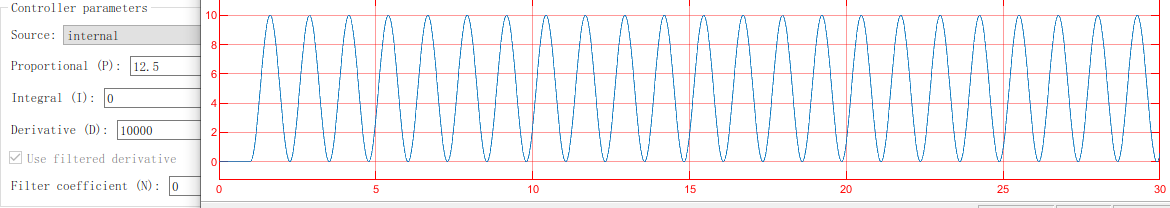 Controller parameters
Source: internal
Proportional (P): 12.5
Integral (I): 0
Derivative (D): 10000
Use filtered derivative
Filter coefficient (N): 0
10
8
6
4
2
0
0 5 10 15 20 25 30